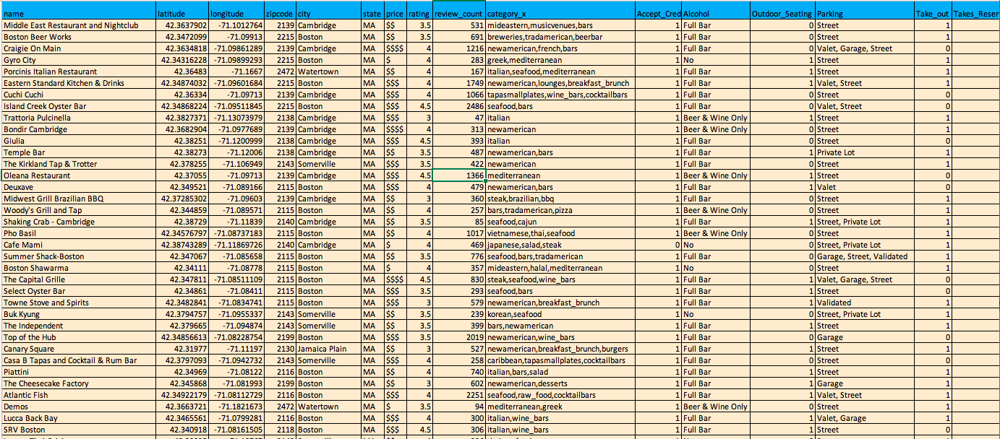 name latitude longitude zipcode city state price rating review_count category_x Accept_Cred Alcohol Outdoor_Seating Parking Take_out Takes_Reser
Middle East Restaurant and Nightclub 42.3637902 -71.1012764 2139 Cambridge MA $$ 3.5 531 mideastern,musicvenues,bars 1 Full Bar 0 Street 1
Boston Beer Works 42.3472099 -71.09913 2215 Boston MA $$ 3.5 691 breweries,tradamerican,beerbar 1 Full Bar 0 Street 1
Craigie On Main 42.3634818 -71.09861289 2139 Cambridge MA $$$$ 4 1216 newamerican,french,bars 1 Full Bar 0 Valet, Garage, Street 0
Gyro City 42.34316228 -71.09899293 2215 Boston MA $ 4 283 greek,mediterranean 1 No 1 Street 1
Porcinis Italian Restaurant 42.36483 -71.1667 2472 Watertown MA $$ 4 167 italian,seafood,mediterranean 1 Full Bar 1 Street 1
Eastern Standard Kitchen & Drinks 42.34874032 -71.09601684 2215 Boston MA $$$ 4 1749 newamerican,lounges,breakfast_brunch 1 Full Bar 1 Valet, Street 1
Cuchi Cuchi 42.36334 -71.09713 2139 Cambridge MA $$$ 4 1066 tapasmallplates,wine_bars,cocktailbars 1 Full Bar 0 Street 0
Island Creek Oyster Bar 42.34868224 -71.09511845 2215 Boston MA $$$ 4.5 2486 seafood,bars 1 Full Bar 0 Valet, Street 0
Trattoria Pulcinella 42.3827371 -71.13073979 2138 Cambridge MA $$$ 3 47 italian 1 Beer & Wine Only 1 Street 1
Bondir Cambridge 42.3682904 -71.0977689 2139 Cambridge MA $$$$ 4 313 newamerican 1 Beer & Wine Only 0 Street 1
Giulia 42.38251 -71.1200999 2138 Cambridge MA $$$ 4.5 393 italian 1 Full Bar 0 Street 0
Temple Bar 42.38273 -71.12006 2138 Cambridge MA $$ 3.5 487 newamerican,bars 1 Full Bar 1 Private Lot 1
The Kirkland Tap & Trotter 42.378255 -71.106949 2143 Somerville MA $$$ 3.5 422 newamerican 1 Full Bar 0 Street 1
Oleana Restaurant 42.37055 -71.09713 2139 Cambridge MA $$$ 4.5 1366 mediterranean 1 Beer & Wine Only 1 Street 0
Deuxave 42.349521 -71.089166 2115 Boston MA $$$ 4 479 newamerican,bars 1 Full Bar 1 Valet 0
Midwest Grill Brazilian BBQ 42.37285302 -71.09603 2139 Cambridge MA $$ 3 360 steak,brazilian,bbq 1 Full Bar 0 Street 1
Woody's Grill and Tap 42.344859 -71.089571 2115 Boston MA $$ 4 257 bars,tradamerican,pizza 1 Beer & Wine Only 0 Street 1
Shaking Crab - Cambridge 42.38729 -71.11839 2140 Cambridge MA $$ 3.5 85 seafood,cajun 1 Full Bar 1 Street, Private Lot 1
Pho Basil 42.34576797 -71.08737183 2115 Boston MA $$ 4 1017 vietnamese,thai,seafood 1 Beer & Wine Only 0 Street 1
Cafe Mami 42.38743289 -71.11869726 2140 Cambridge MA $ 4 469 japanese,salad,steak 0 No 0 Street, Private Lot 1
Summer Shack-Boston 42.347067 -71.085658 2115 Boston MA $$ 3.5 776 seafood,bars,tradamerican 1 Full Bar 0 Garage, Street, Validated 1
Boston Shawarma 42.34111 -71.08778 2115 Boston MA $ 4 357 mideastern,halal,mediterranean 1 No 0 Street 1
The Capital Grille 42.347811 -71.08511109 2115 Boston MA $$$$ 4.5 830 steak,seafood,wine_bars 1 Full Bar 1 Valet, Garage, Street 0
Select Oyster Bar 42.34861 -71.08411 2115 Boston MA $$$ 3.5 293 seafood,bars 1 Full Bar 1 Street 0
Towne Stove and Spirits 42.3482841 -71.0834741 2115 Boston MA $$$ 3 579 newamerican,breakfast_brunch 1 Full Bar 1 Validated 1
Buk Kyung 42.3794757 -71.0955337 2143 Somerville MA $$ 3.5 239 korean,seafood 1 No 0 Street, Private Lot 1
The Independent 42.379665 -71.094874 2143 Somerville MA $$ 3.5 399 bars,newamerican 1 Full Bar 1 Street 1
Top of the Hub 42.34856613 -71.08228754 2199 Boston MA $$$ 3.5 2019 newamerican,wine_bars 1 Full Bar 0 Garage 0
Canary Square 42.31977 -71.11197 2130 Jamaica Plain MA $$ 3 527 newamerican,breakfast_brunch,burgers 1 Full Bar 1 Street 1
Casa B Tapas and Cocktail & Rum Bar 42.3797093 -71.0942732 2143 Somerville MA $$$ 4 258 caribbean,tapasmallplates,cocktailbars 1 Full Bar 0 Street 0
Piattini 42.34969 -71.08122 2116 Boston MA $$ 4 740 italian,bars,salad 1 Full Bar 1 Street 1
The Cheesecake Factory 42.345868 -71.081993 2199 Boston MA $$ 3 602 newamerican,desserts 1 Full Bar 1 Garage 1
Atlantic Fish 42.34922179 -71.08112729 2116 Boston MA $$$ 4 2251 seafood,raw_food,cocktailbars 1 Full Bar 1 Valet, Street 1
Demos 42.3663721 -71.1821673 2472 Watertown MA $ 3.5 94 mediterranean,greek 1 Beer & Wine Only 0 Street 1
Lucca Back Bay 42.3465561 -71.0799281 2116 Boston MA $$$ 4 300 italian,wine_bars 1 Full Bar 1 Valet, Garage 1
SRV Boston 42.340918 -71.08161505 2118 Boston MA $$$ 4.5 306 italian,wine_bars 1 Full Bar 1 Street 1